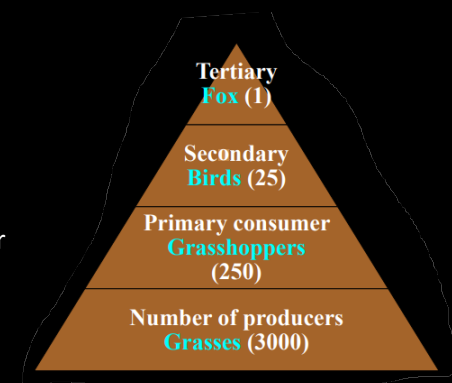 Tertiary
Fox (1)
Secondary
Birds (25)
Primary consumer
Grasshoppers
(250)
Number of producers
Grasses (3000)